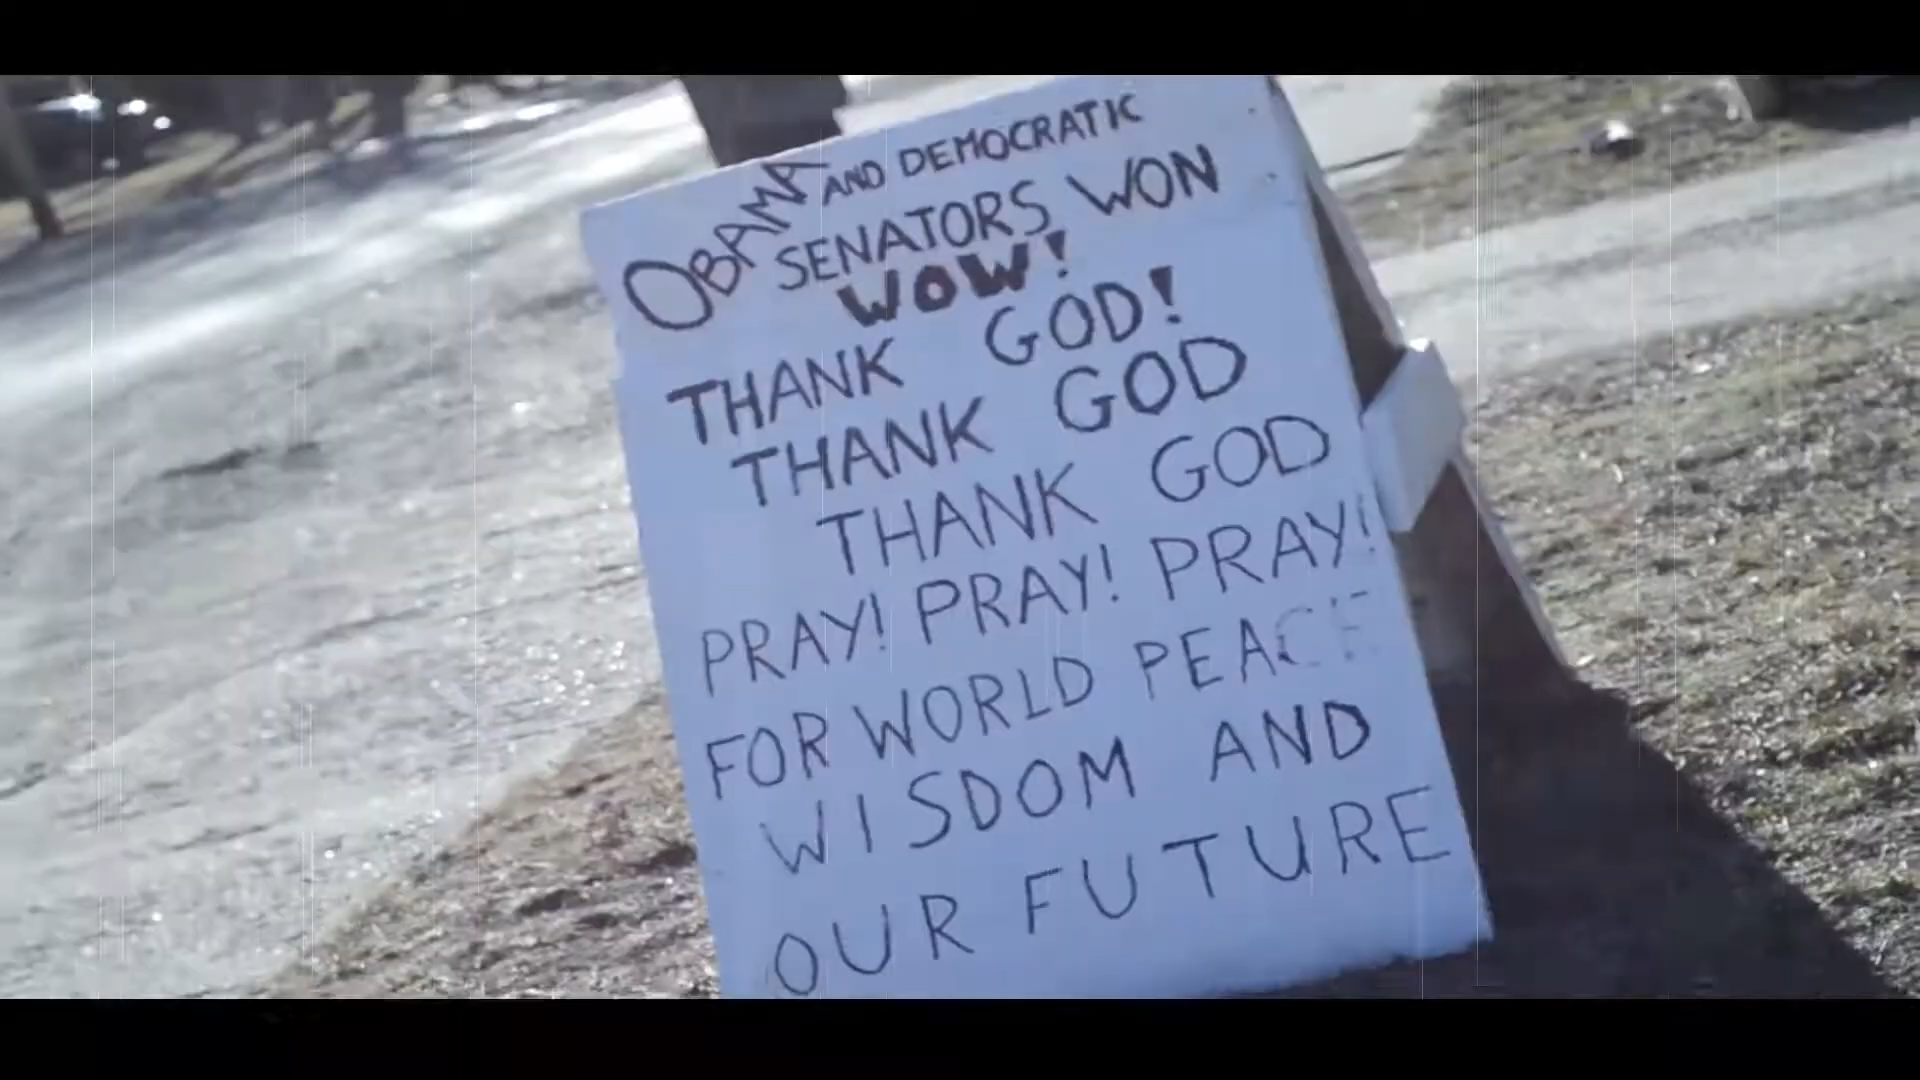 OBAMA AND DEMOCRATIC
SENATORS WON
WOW!
THANK GOD!
THANK GOD
THANK GOD
PRAY! PRAY! PRAY!
FOR WORLD PEACE
WISDOM AND
OUR FUTURE